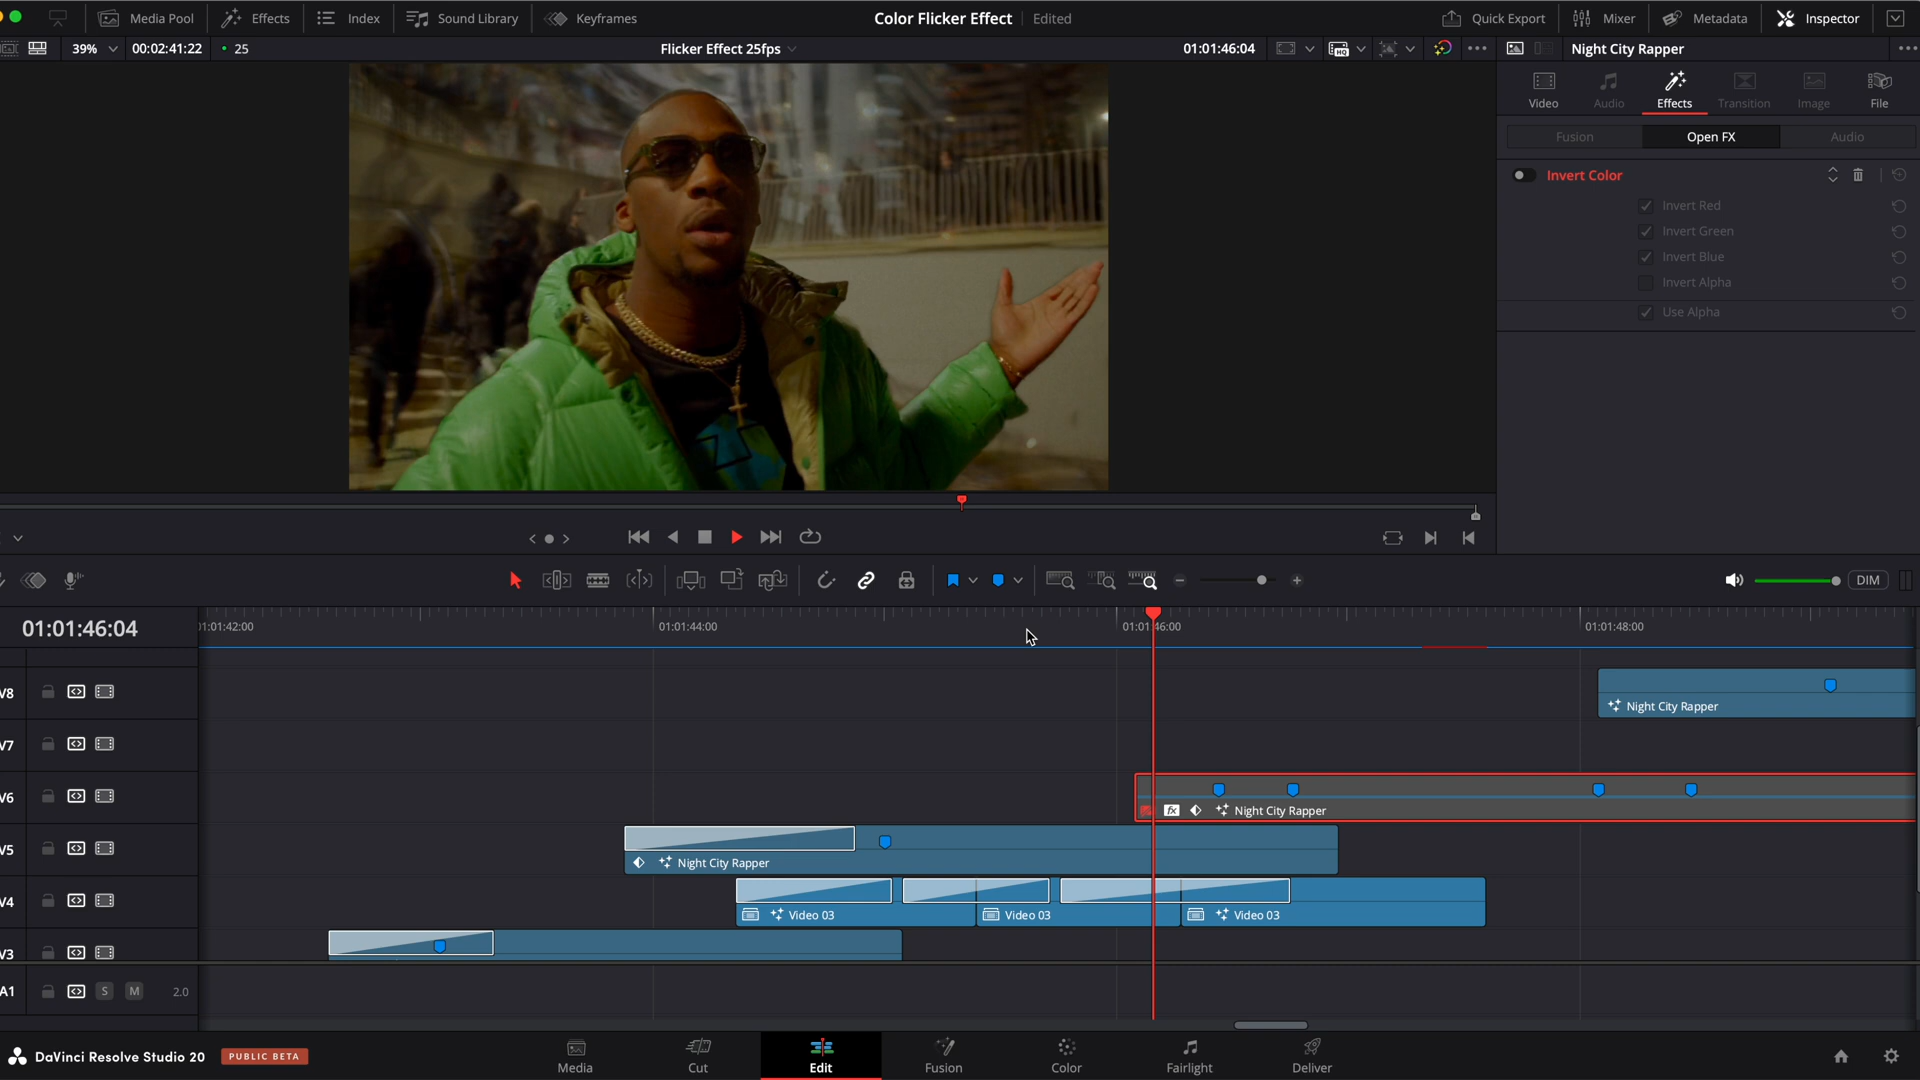 Media Pool
Effects
Index
Sound Library
Keyframes
Color Flicker Effect
Edited
Quick Export
Mixer
Metadata
Inspector
39%
00:02:41:22
25
Flicker Effect 25fps
01:01:46:04
HQ
Night City Rapper
Video
Audio
Effects
Transition
Image
File
Fusion
Open FX
Audio
Invert Color
Invert Red
Invert Green
Invert Blue
Invert Alpha
Use Alpha
DIM
01:01:46:04
01:01:42:00
01:01:44:00
01:01:46:00
01:01:48:00
V8
Night City Rapper
V7
V6
fx
Night City Rapper
V5
Night City Rapper
V4
Video 03
Video 03
Video 03
V3
A1
S
M
2.0
DaVinci Resolve Studio 20
PUBLIC BETA
Media
Cut
Edit
Fusion
Color
Fairlight
Deliver